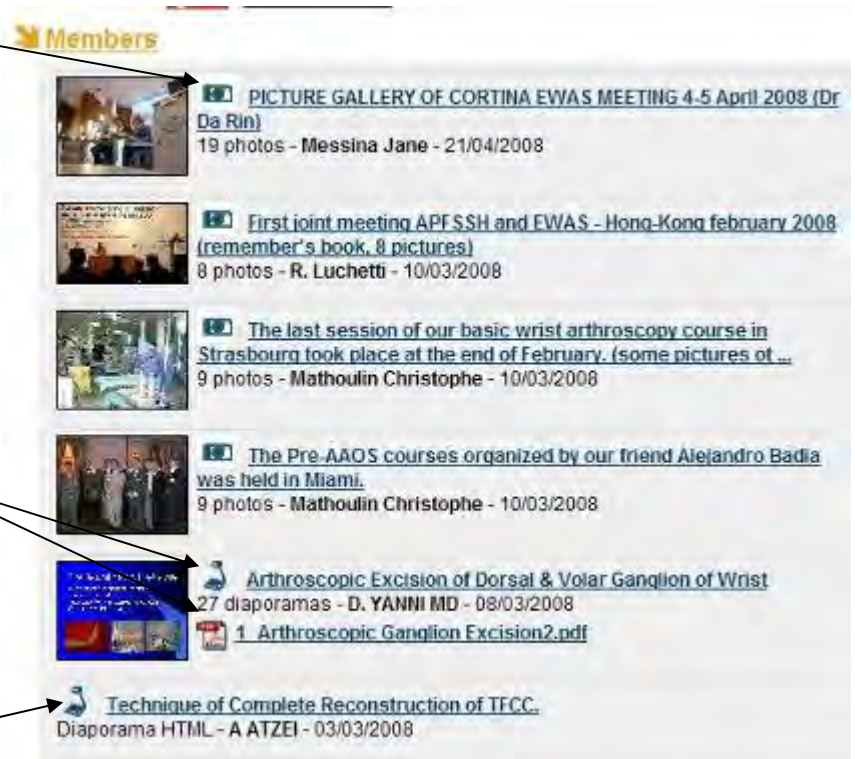 Members
PICTURE GALLERY OF CORTINA EWAS MEETING 4-5 April 2008 (Dr
Da Rin)
19 photos - Messina Jane - 21/04/2008
First joint meeting APFSSH and EWAS - Hong-Kong february 2008
(remember's book, 8 pictures)
8 photos - R. Luchetti - 10/03/2008
The last session of our basic wrist arthroscopy course in
Strasbourg took place at the end of February. (some pictures ot ...
9 photos - Mathoulin Christophe - 10/03/2008
The Pre-AAOS courses organized by our friend Alejandro Badia
was held in Miami.
9 photos - Mathoulin Christophe - 10/03/2008
Arthroscopic Excision of Dorsal & Volar Ganglion of Wrist
27 diaporamas - D. YANNI MD - 08/03/2008
1_Arthroscopic Ganglion Excision2.pdf
Technique of Complete Reconstruction of TFCC.
Diaporama HTML - A ATZEI - 03/03/2008